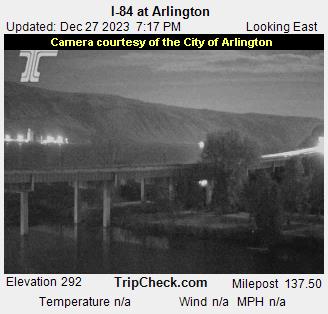 I-84 at Arlington
Updated: Dec 27 2023 7:17 PM Looking East
Camera courtesy of the City of Arlington
Elevation 292 TripCheck.com Milepost 137.50
Temperature n/a Wind n/a MPH n/a